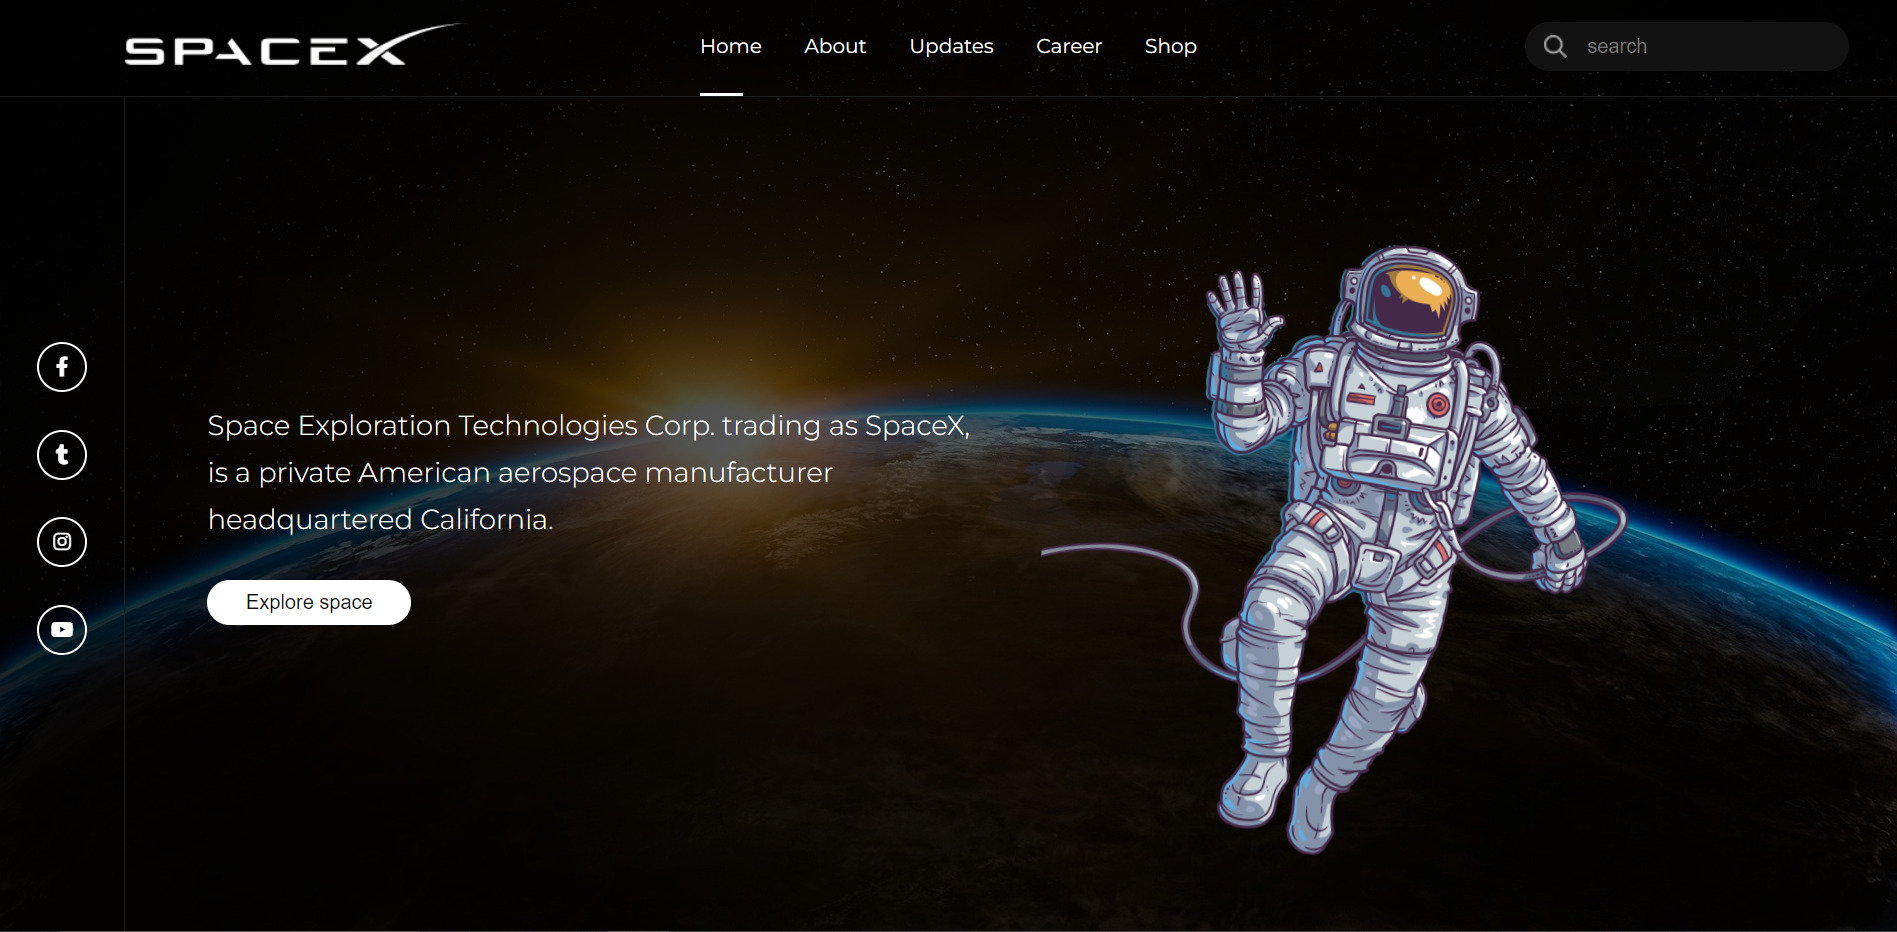 SPACEX
Home About Updates Career Shop
search
Space Exploration Technologies Corp. trading as SpaceX,
is a private American aerospace manufacturer
headquartered California.
Explore space